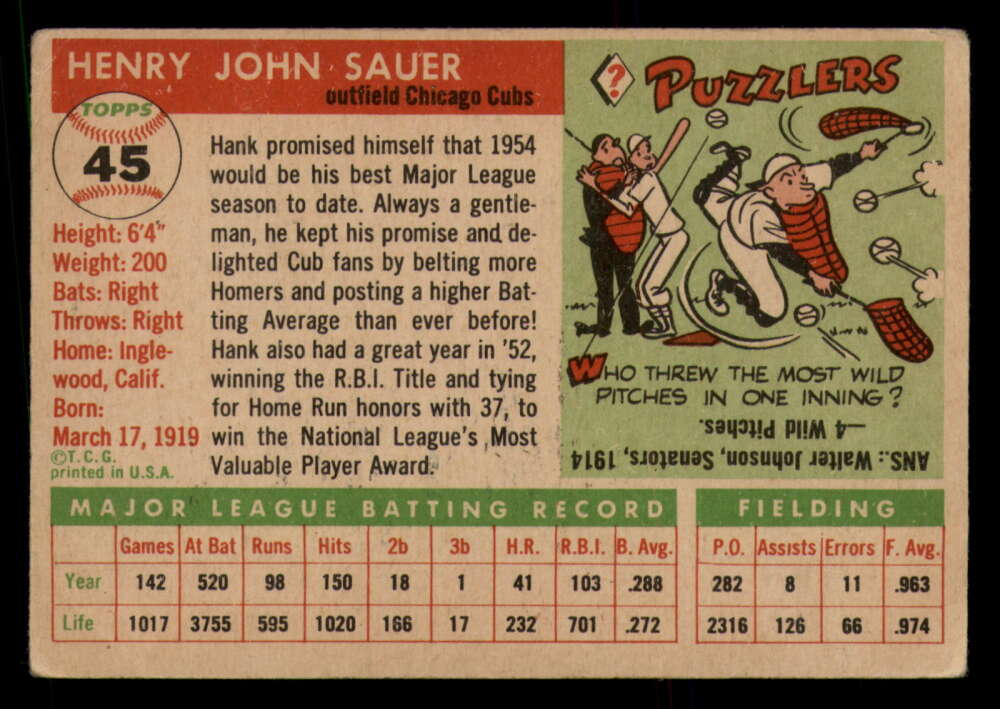 HENRY JOHN SAUER
outfield Chicago Cubs
TOPPS
45
Height: 6'4"
Weight: 200
Bats: Right
Throws: Right
Home: Ingle-
wood, Calif.
Born:
March 17, 1919
©T.C.G.
printed in U.S.A.
Hank promised himself that 1954
would be his best Major League
season to date. Always a gentle-
man, he kept his promise and de-
lighted Cub fans by belting more
Homers and posting a higher Bat-
ting Average than ever before!
Hank also had a great year in '52,
winning the R.B.I. Title and tying
for Home Run honors with 37, to
win the National League's Most
Valuable Player Award.
?
PUZZLERS
WHO THREW THE MOST WILD
PITCHES IN ONE INNING?
ANS.: Walter Johnson, Senators, 1914
—4 Wild Pitches.
MAJOR LEAGUE BATTING RECORD
Games At Bat Runs Hits 2b 3b H.R. R.B.I. B. Avg.
Year 142 520 98 150 18 1 41 103 .288
Life 1017 3755 595 1020 166 17 232 701 .272
FIELDING
P.O. Assists Errors F. Avg.
282 8 11 .963
2316 126 66 .974